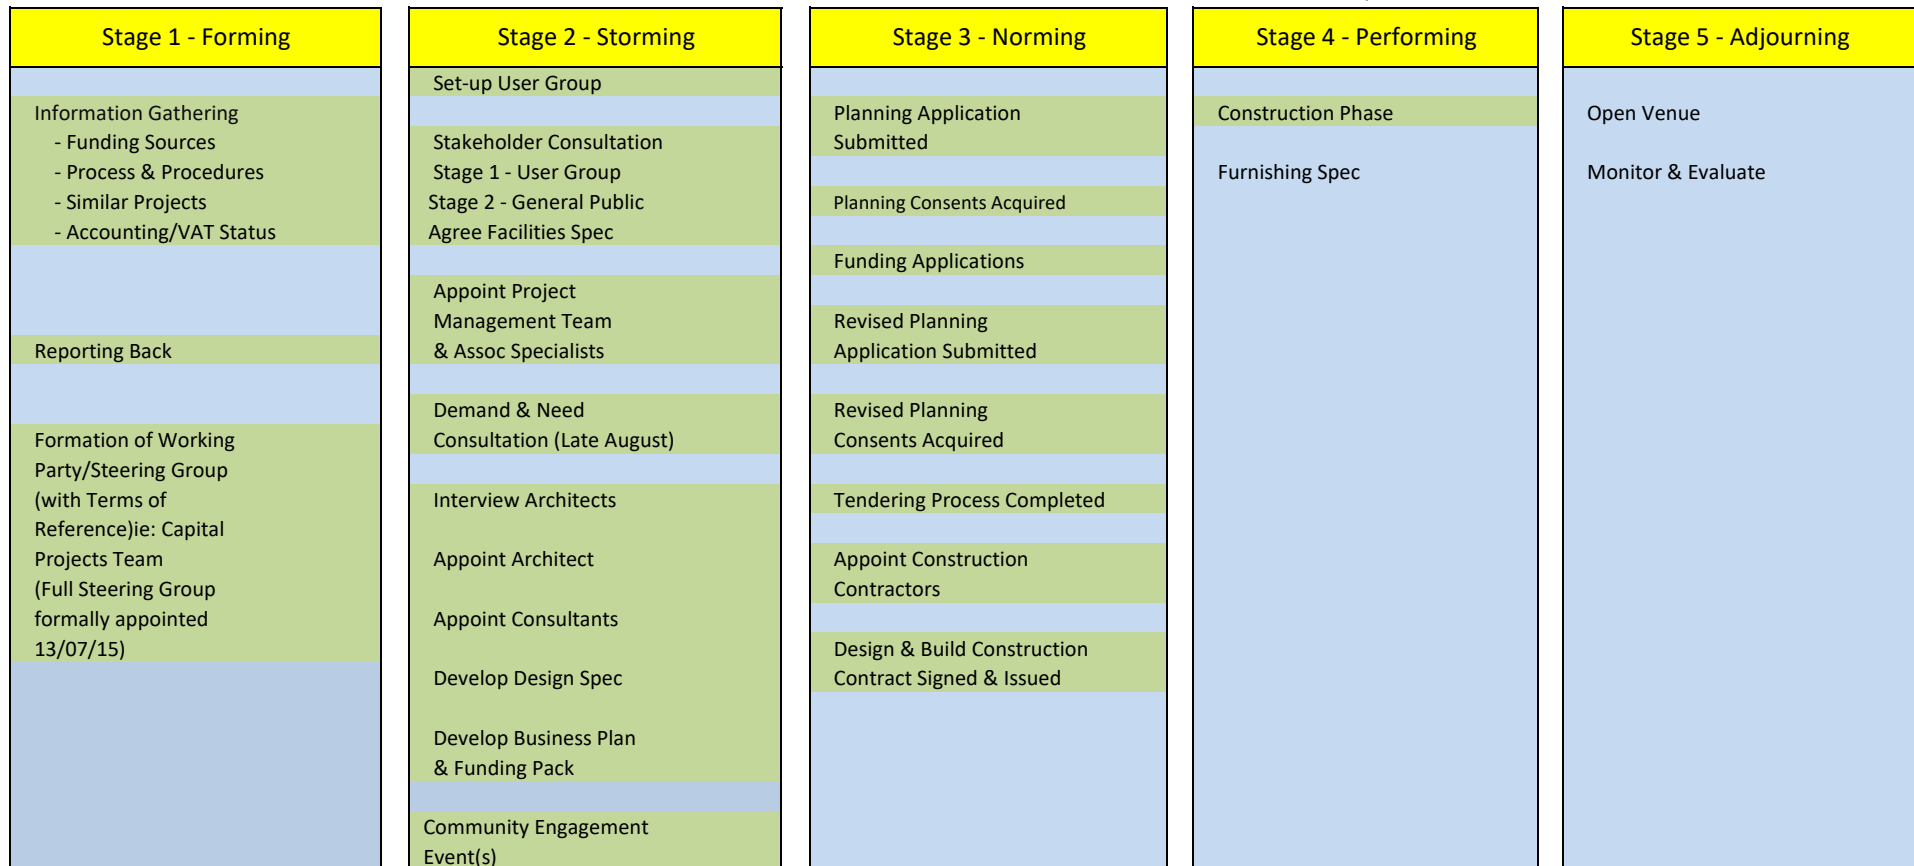 Stage 1 - Forming
Information Gathering
- Funding Sources
- Process & Procedures
- Similar Projects
- Accounting/VAT Status
Reporting Back
Formation of Working
Party/Steering Group
(with Terms of
Reference)ie: Capital
Projects Team
(Full Steering Group
formally appointed
13/07/15)
Stage 2 - Storming
Set-up User Group
Stakeholder Consultation
Stage 1 - User Group
Stage 2 - General Public
Agree Facilities Spec
Appoint Project
Management Team
& Assoc Specialists
Demand & Need
Consultation (Late August)
Interview Architects
Appoint Architect
Appoint Consultants
Develop Design Spec
Develop Business Plan
& Funding Pack
Community Engagement
Event(s)
Stage 3 - Norming
Planning Application
Submitted
Planning Consents Acquired
Funding Applications
Revised Planning
Application Submitted
Revised Planning
Consents Acquired
Tendering Process Completed
Appoint Construction
Contractors
Design & Build Construction
Contract Signed & Issued
Stage 4 - Performing
Construction Phase
Furnishing Spec
Stage 5 - Adjourning
Open Venue
Monitor & Evaluate